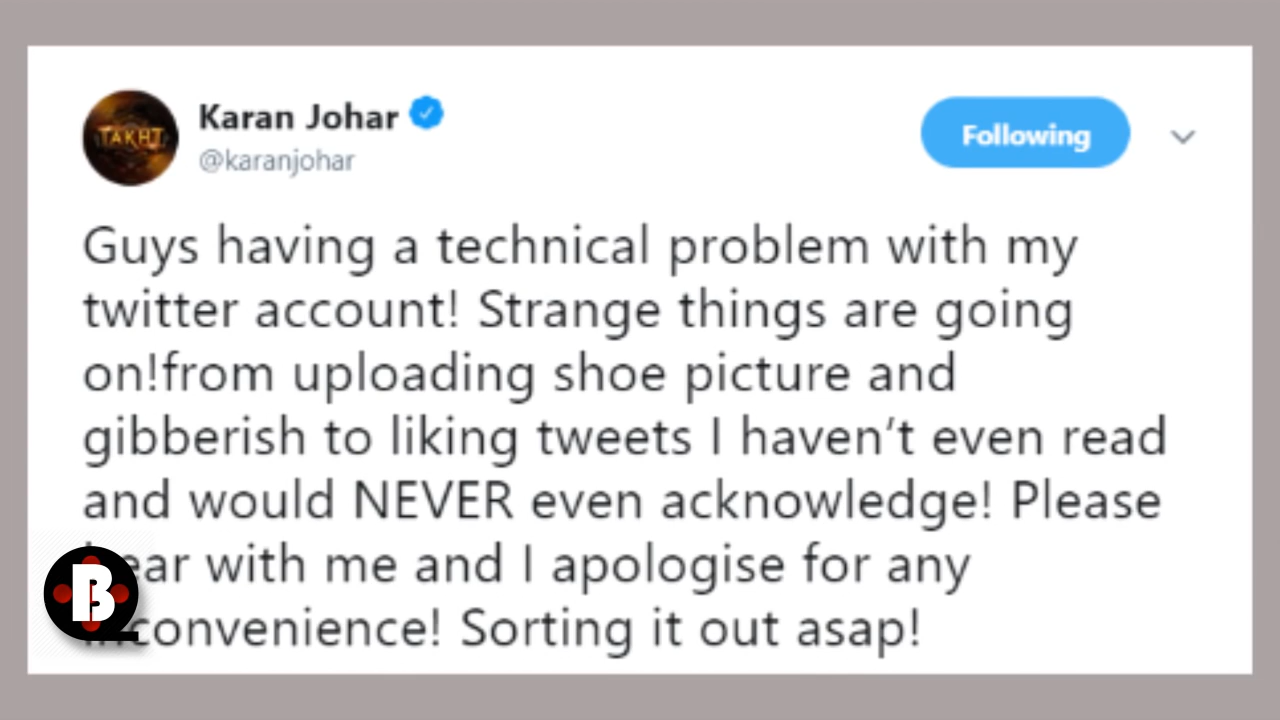 TAKHT
Karan Johar
@karanjohar
Following
Guys having a technical problem with my
twitter account! Strange things are going
on!from uploading shoe picture and
gibberish to liking tweets I haven't even read
and would NEVER even acknowledge! Please
bear with me and I apologise for any
inconvenience! Sorting it out asap!
B